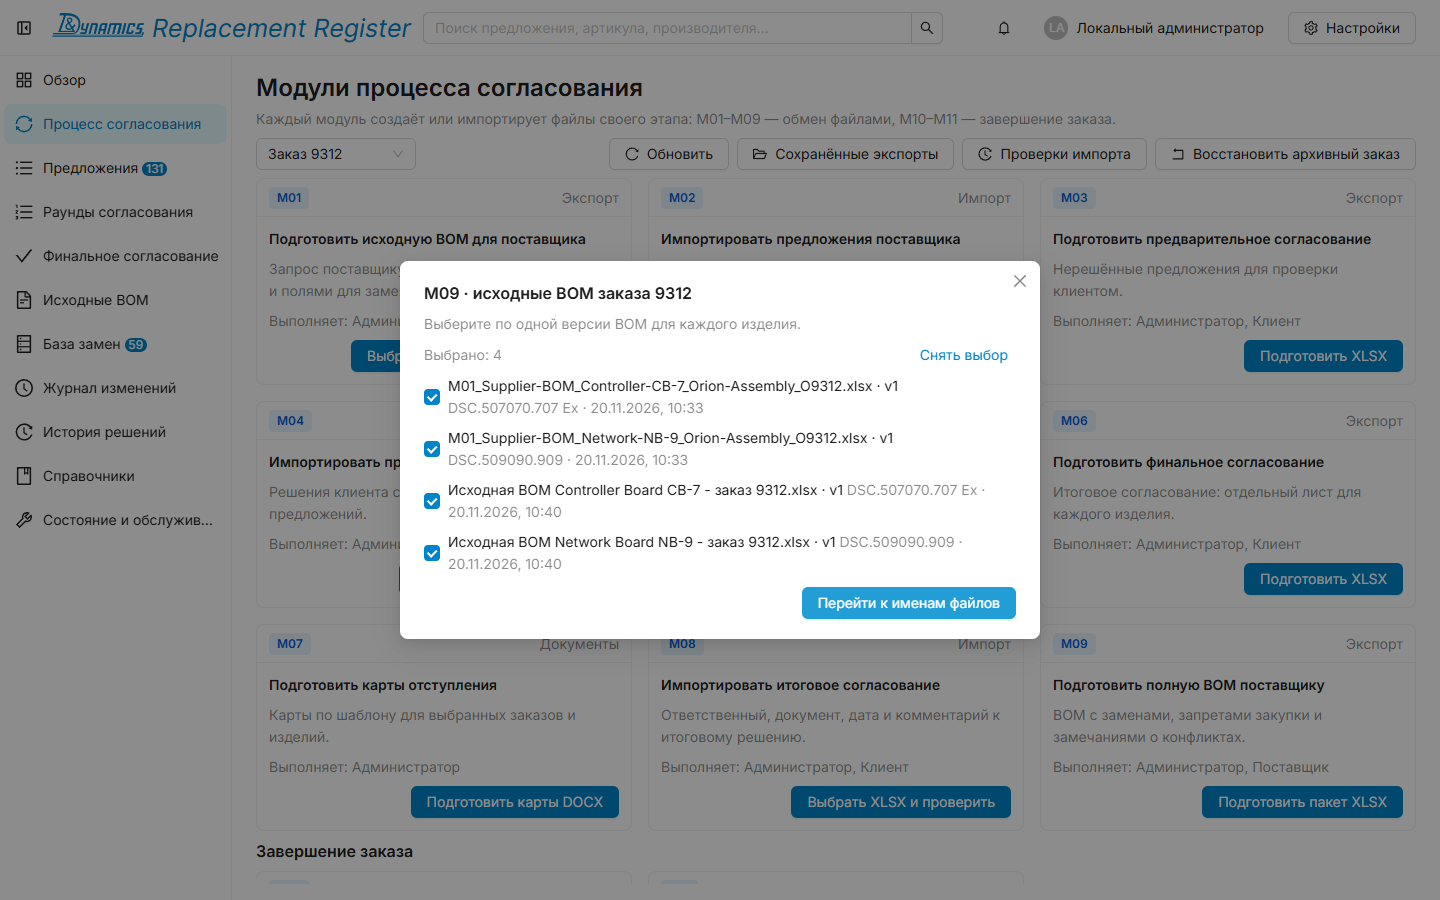 Dynamics Replacement Register
Поиск предложения, артикула, производителя...
LA Локальный администратор
Настройки
Обзор
Процесс согласования
Предложения 131
Раунды согласования
Финальное согласование
Исходные BOM
База замен 59
Журнал изменений
История решений
Справочники
Состояние и обслужив...
Модули процесса согласования
Каждый модуль создаёт или импортирует файлы своего этапа: M01–M09 — обмен файлами, M10–M11 — завершение заказа.
Заказ 9312
Обновить
Сохранённые экспорты
Проверки импорта
Восстановить архивный заказ
M01 Экспорт
Подготовить исходную BOM для поставщика
Запрос поставщику
и полями для заме
Выполняет: Админи
Выбр
M02 Импорт
Импортировать предложения поставщика
M03 Экспорт
Подготовить предварительное согласование
Нерешённые предложения для проверки
клиентом.
Выполняет: Администратор, Клиент
Подготовить XLSX
M09 · исходные BOM заказа 9312
Выберите по одной версии BOM для каждого изделия.
Выбрано: 4
Снять выбор
M01_Supplier-BOM_Controller-CB-7_Orion-Assembly_O9312.xlsx · v1
DSC.507070.707 Ex · 20.11.2026, 10:33
M01_Supplier-BOM_Network-NB-9_Orion-Assembly_O9312.xlsx · v1
DSC.509090.909 · 20.11.2026, 10:33
Исходная BOM Controller Board CB-7 - заказ 9312.xlsx · v1 DSC.507070.707 Ex ·
20.11.2026, 10:40
Исходная BOM Network Board NB-9 - заказ 9312.xlsx · v1 DSC.509090.909 ·
20.11.2026, 10:40
Перейти к именам файлов
M04
Импортировать пр
Решения клиента с
предложений.
Выполняет: Админи
M06 Экспорт
Подготовить финальное согласование
Итоговое согласование: отдельный лист для
каждого изделия.
Выполняет: Администратор, Клиент
Подготовить XLSX
M07 Документы
Подготовить карты отступления
Карты по шаблону для выбранных заказов и
изделий.
Выполняет: Администратор
Подготовить карты DOCX
M08 Импорт
Импортировать итоговое согласование
Ответственный, документ, дата и комментарий к
итоговому решению.
Выполняет: Администратор, Клиент
Выбрать XLSX и проверить
M09 Экспорт
Подготовить полную BOM поставщику
BOM с заменами, запретами закупки и
замечаниями о конфликтах.
Выполняет: Администратор, Поставщик
Подготовить пакет XLSX
Завершение заказа